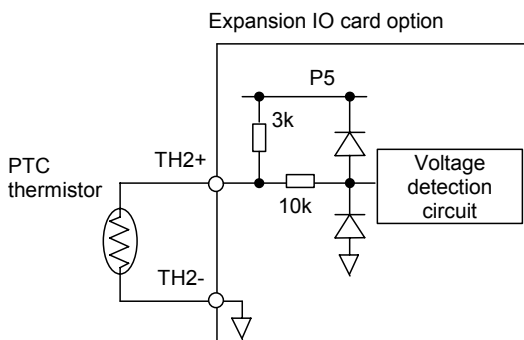 Expansion IO card option
P5
3k
PTC
thermistor
TH2+
10k
Voltage
detection
circuit
TH2-